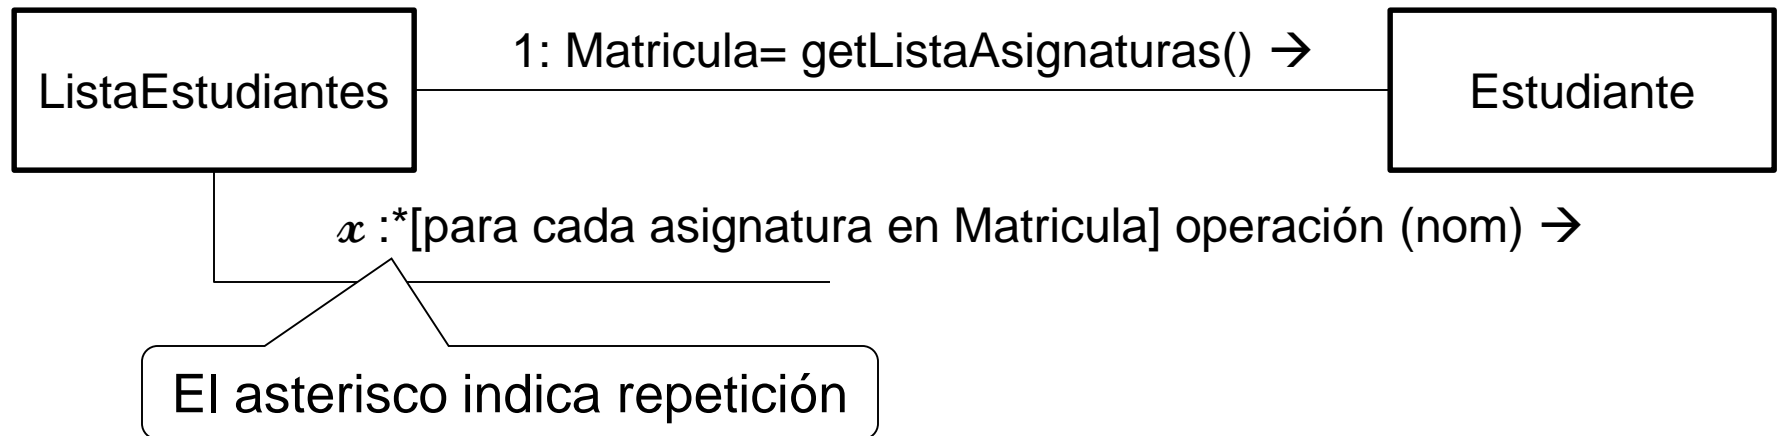 1: Matricula= getListaAsignaturas() →
ListaEstudiantes
Estudiante
x :*[para cada asignatura en Matricula] operación (nom) →
El asterisco indica repetición